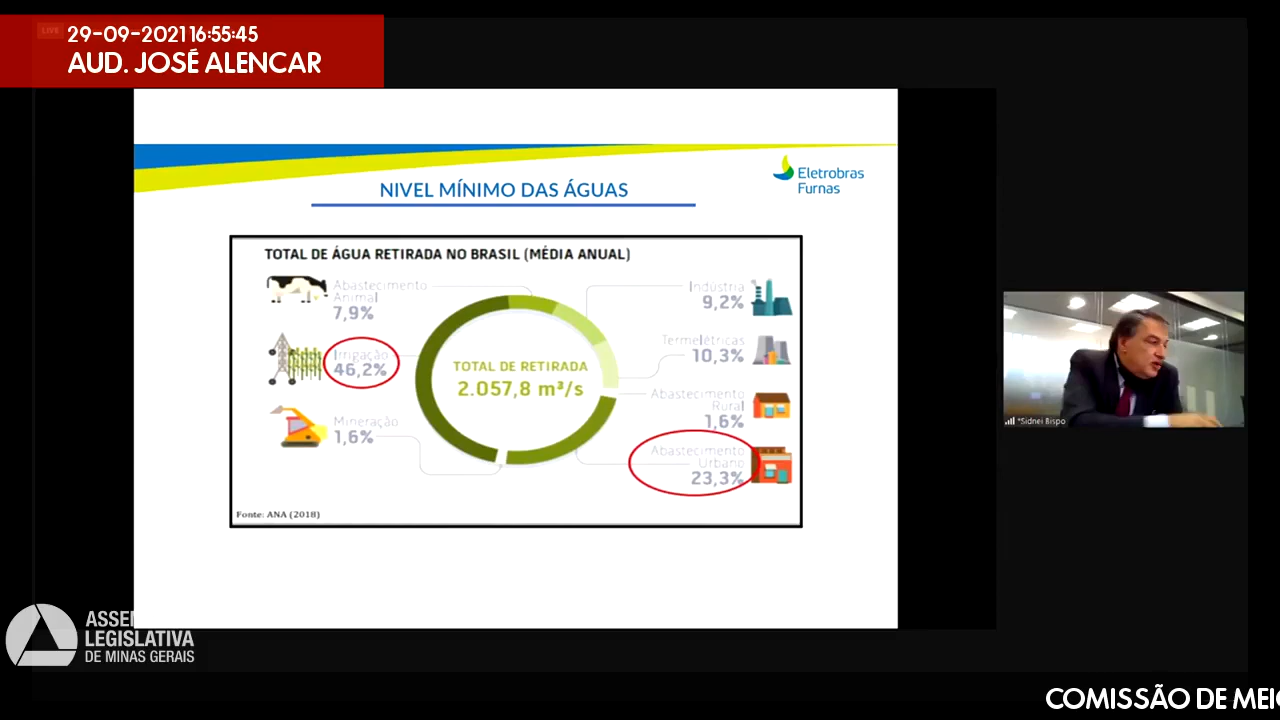 LIVE
29-09-2021 16:55:45
AUD. JOSÉ ALENCAR
Eletrobras
Furnas
NIVEL MÍNIMO DAS ÁGUAS
TOTAL DE ÁGUA RETIRADA NO BRASIL (MÉDIA ANUAL)
Abastecimento
Animal
7,9%
Irrigação
46,2%
Mineração
1,6%
TOTAL DE RETIRADA
2.057,8 m³/s
Indústria
9,2%
Termelétricas
10,3%
Abastecimento
Rural
1,6%
Abastecimento
Urbano
23,3%
Fonte: ANA (2018)
*Sidnei Bispo
ASSE
LEGISLATIVA
DE MINAS GERAIS
COMISSÃO DE MEI